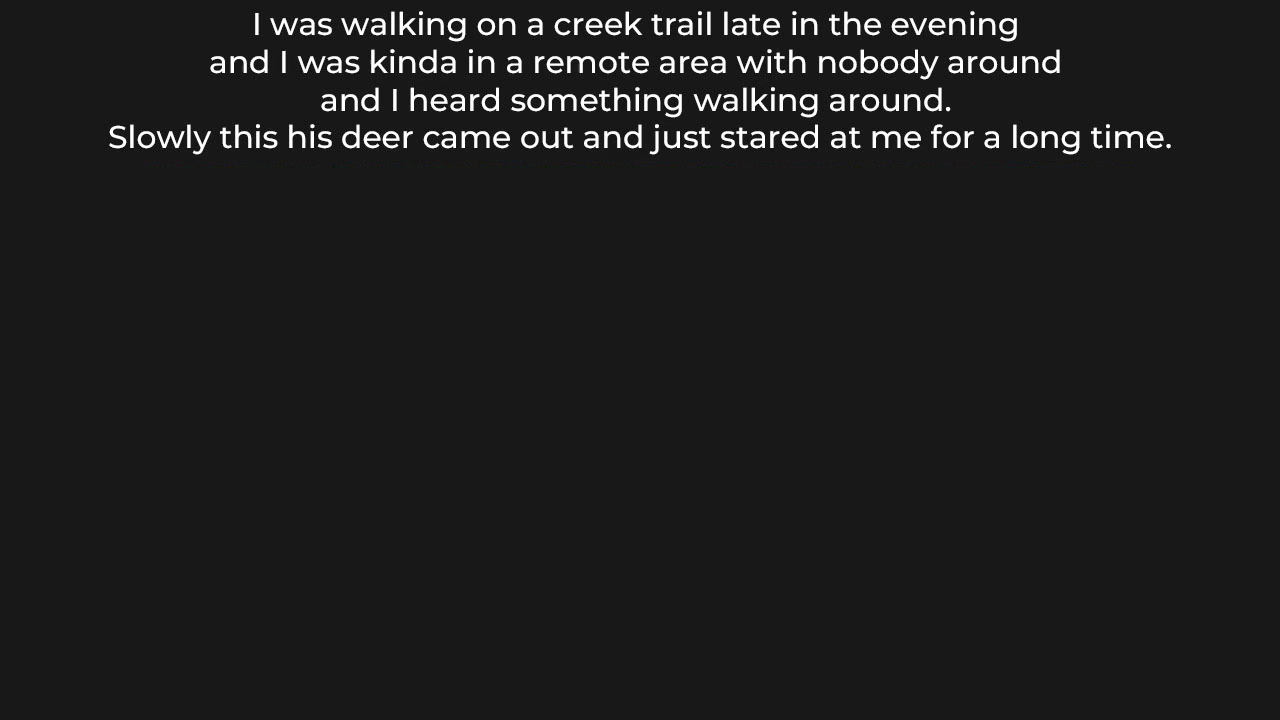 I was walking on a creek trail late in the evening
and I was kinda in a remote area with nobody around
and I heard something walking around.
Slowly this his deer came out and just stared at me for a long time.